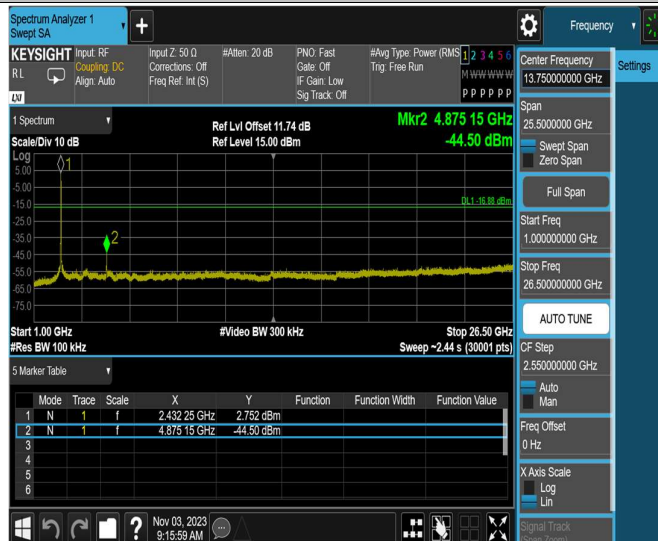 Spectrum Analyzer 1
Swept SA
Frequency
KEYSIGHT
RL
LXI
Input: RF
Coupling: DC
Align: Auto
Input Z: 50 Ω
Corrections: Off
Freq Ref: Int (S)
#Atten: 20 dB
PNO: Fast
Gate: Off
IF Gain: Low
Sig Track: Off
#Avg Type: Power (RMS
Trig: Free Run
1 2 3 4 5 6
M W W W W W
P P P P P P
1 Spectrum
Scale/Div 10 dB
Ref Lvl Offset 11.74 dB
Ref Level 15.00 dBm
Mkr2 4.875 15 GHz
-44.50 dBm
Log
5.00
-5.00
-15.0
-25.0
-35.0
-45.0
-55.0
-65.0
-75.0
1
2
DL1 -16.88 dBm
Start 1.00 GHz
#Res BW 100 kHz
#Video BW 300 kHz
Stop 26.50 GHz
Sweep ~2.44 s (30001 pts)
5 Marker Table
Mode Trace Scale X Y Function Function Width Function Value
1 N 1 f 2.432 25 GHz 2.752 dBm
2 N 1 f 4.875 15 GHz -44.50 dBm
3
4
5
6
?
Nov 03, 2023
9:15:59 AM
Center Frequency
13.750000000 GHz
Settings
Span
25.5000000 GHz
Swept Span
Zero Span
Full Span
Start Freq
1.000000000 GHz
Stop Freq
26.500000000 GHz
AUTO TUNE
CF Step
2.550000000 GHz
Auto
Man
Freq Offset
0 Hz
X Axis Scale
Log
Lin
Signal Track
(Span Zoom)